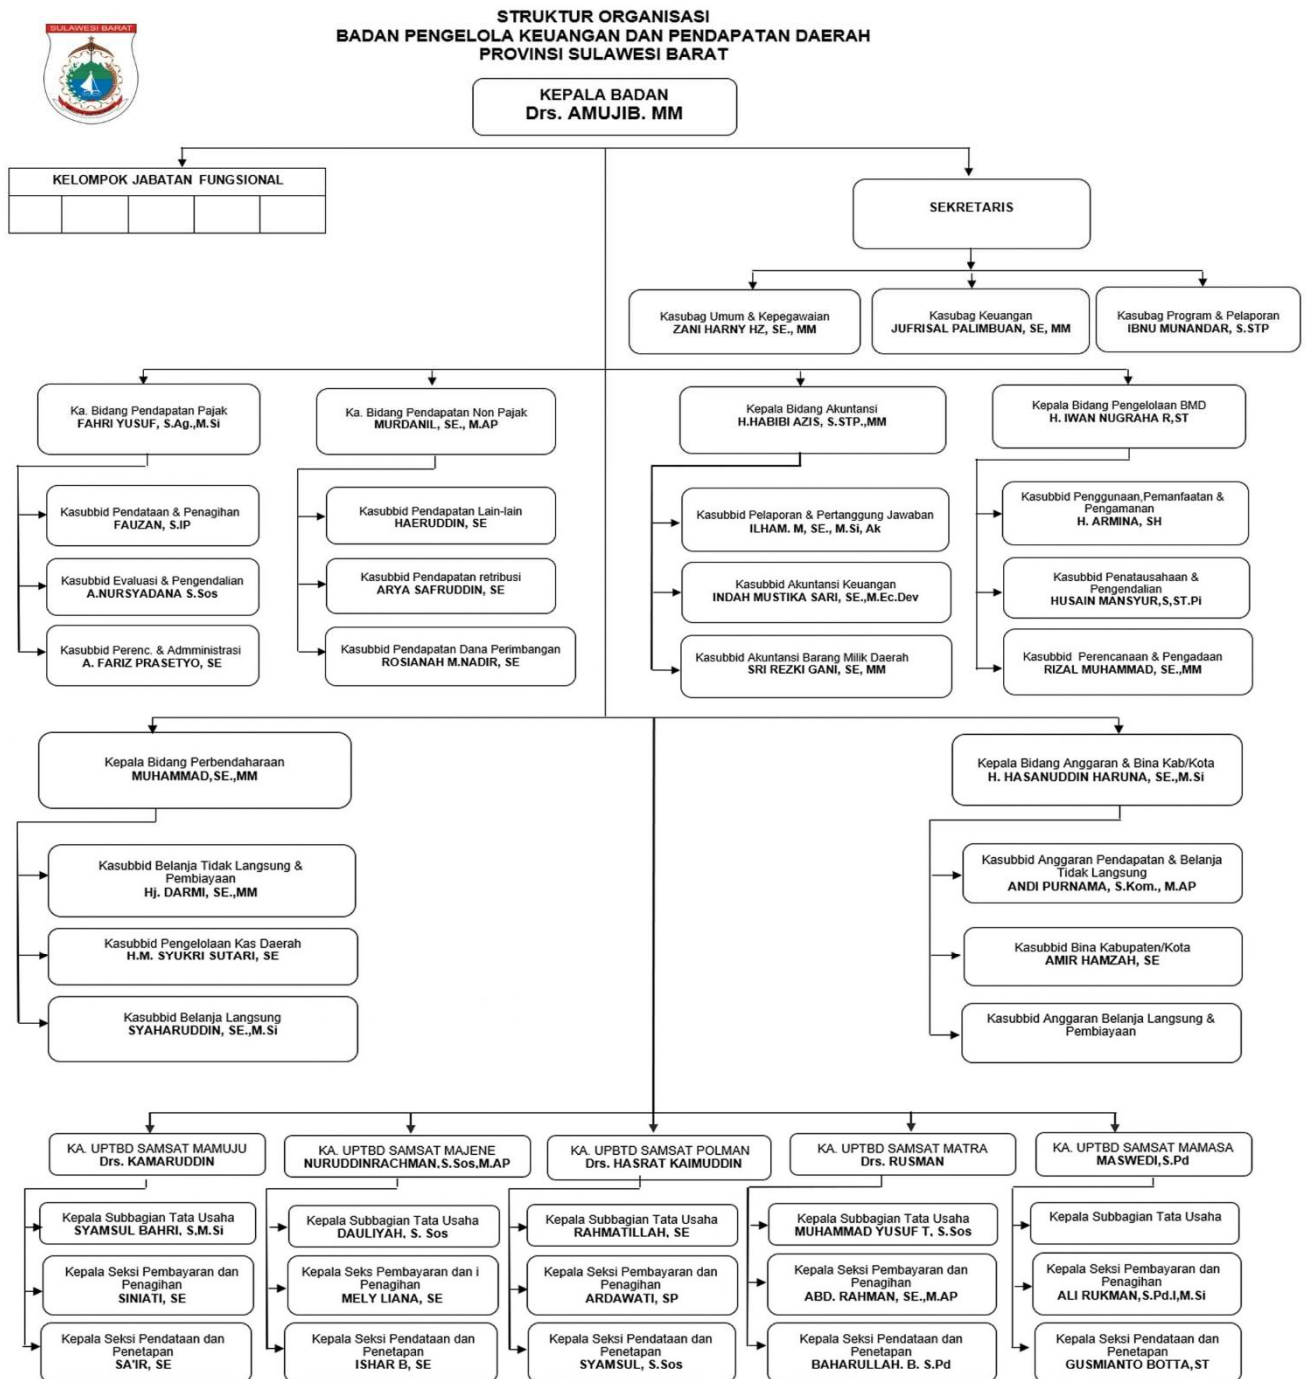 STRUKTUR ORGANISASI
BADAN PENGELOLA KEUANGAN DAN PENDAPATAN DAERAH
PROVINSI SULAWESI BARAT
SULAWESI BARAT
KEPALA BADAN
Drs. AMUJIB. MM
KELOMPOK JABATAN FUNGSIONAL
SEKRETARIS
Kasubag Umum & Kepegawaian
ZANI HARNY HZ, SE., MM
Kasubag Keuangan
JUFRISAL PALIMBUAN, SE, MM
Kasubag Program & Pelaporan
IBNU MUNANDAR, S.STP
Ka. Bidang Pendapatan Pajak
FAHRI YUSUF, S.Ag.,M.Si
Kasubbid Pendataan & Penagihan
FAUZAN, S.IP
Kasubbid Evaluasi & Pengendalian
A.NURSYADANA S.Sos
Kasubbid Perenc. & Admministrasi
A. FARIZ PRASETYO, SE
Ka. Bidang Pendapatan Non Pajak
MURDANIL, SE., M.AP
Kasubbid Pendapatan Lain-lain
HAERUDDIN, SE
Kasubbid Pendapatan retribusi
ARYA SAFRUDDIN, SE
Kasubbid Pendapatan Dana Perimbangan
ROSIANAH M.NADIR, SE
Kepala Bidang Akuntansi
H.HABIBI AZIS, S.STP.,MM
Kasubbid Pelaporan & Pertanggung Jawaban
ILHAM. M, SE., M.Si, Ak
Kasubbid Akuntansi Keuangan
INDAH MUSTIKA SARI, SE.,M.Ec.Dev
Kasubbid Akuntansi Barang Milik Daerah
SRI REZKI GANI, SE, MM
Kepala Bidang Pengelolaan BMD
H. IWAN NUGRAHA R,ST
Kasubbid Penggunaan,Pemanfaatan &
Pengamanan
H. ARMINA, SH
Kasubbid Penatausahaan &
Pengendalian
HUSAIN MANSYUR,S,ST.Pi
Kasubbid Perencanaan & Pengadaan
RIZAL MUHAMMAD, SE.,MM
Kepala Bidang Perbendaharaan
MUHAMMAD,SE.,MM
Kasubbid Belanja Tidak Langsung &
Pembiayaan
Hj. DARMI, SE.,MM
Kasubbid Pengelolaan Kas Daerah
H.M. SYUKRI SUTARI, SE
Kasubbid Belanja Langsung
SYAHARUDDIN, SE.,M.Si
Kepala Bidang Anggaran & Bina Kab/Kota
H. HASANUDDIN HARUNA, SE.,M.Si
Kasubbid Anggaran Pendapatan & Belanja
Tidak Langsung
ANDI PURNAMA, S.Kom., M.AP
Kasubbid Bina Kabupaten/Kota
AMIR HAMZAH, SE
Kasubbid Anggaran Belanja Langsung &
Pembiayaan
KA. UPTBD SAMSAT MAMUJU
Drs. KAMARUDDIN
Kepala Subbagian Tata Usaha
SYAMSUL BAHRI, S,M.Si
Kepala Seksi Pembayaran dan
Penagihan
SINIATI, SE
Kepala Seksi Pendataan dan
Penetapan
SA'IR, SE
KA. UPTBD SAMSAT MAJENE
NURUDDINRACHMAN,S.Sos,M.AP
Kepala Subbagian Tata Usaha
DAULIYAH, S. Sos
Kepala Seks Pembayaran dan i
Penagihan
MELY LIANA, SE
Kepala Seksi Pendataan dan
Penetapan
ISHAR B, SE
KA. UPBTD SAMSAT POLMAN
Drs. HASRAT KAIMUDDIN
Kepala Subbagian Tata Usaha
RAHMATILLAH, SE
Kepala Seksi Pembayaran dan
Penagihan
ARDAWATI, SP
Kepala Seksi Pendataan dan
Penetapan
SYAMSUL, S.Sos
KA. UPTBD SAMSAT MATRA
Drs. RUSMAN
Kepala Subbagian Tata Usaha
MUHAMMAD YUSUF T, S.Sos
Kepala Seksi Pembayaran dan
Penagihan
ABD. RAHMAN, SE.,M.AP
Kepala Seksi Pendataan dan
Penetapan
BAHARULLAH. B. S.Pd
KA. UPTBD SAMSAT MAMASA
MASWEDI,S.Pd
Kepala Subbagian Tata Usaha
Kepala Seksi Pembayaran dan
Penagihan
ALI RUKMAN,S.Pd.I,M.Si
Kepala Seksi Pendataan dan
Penetapan
GUSMIANTO BOTTA,ST